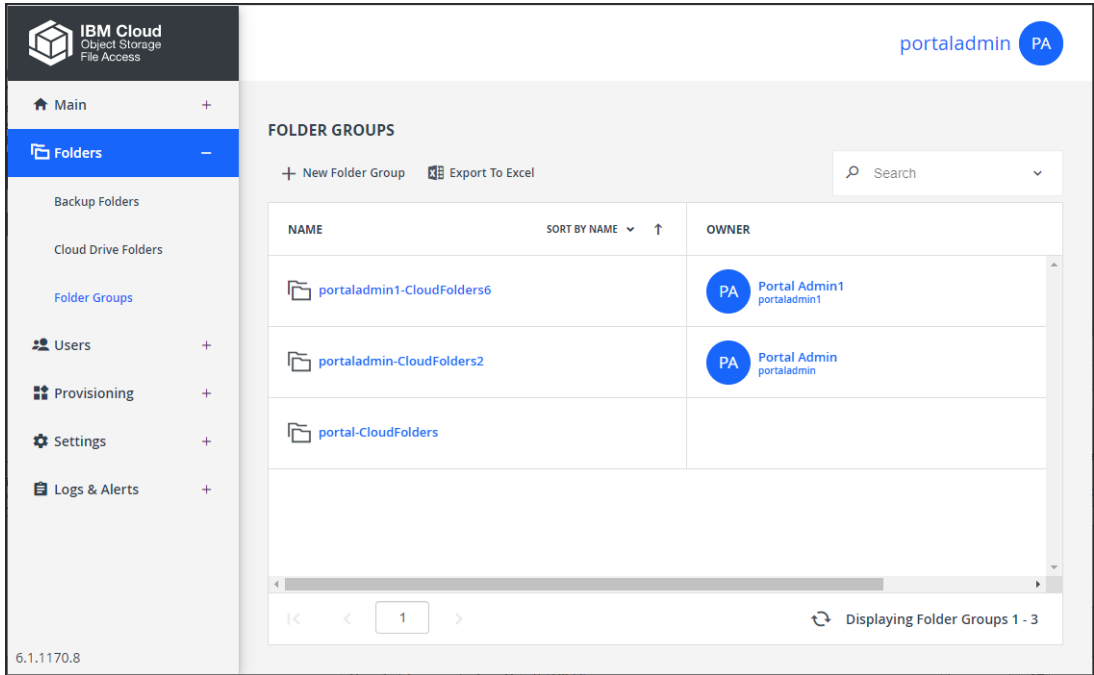 IBM Cloud
Object Storage
File Access
portaladmin PA
Main
Folders
Backup Folders
Cloud Drive Folders
Folder Groups
Users
Provisioning
Settings
Logs & Alerts
6.1.1170.8
FOLDER GROUPS
New Folder Group Export To Excel Search
NAME SORT BY NAME OWNER
portaladmin1-CloudFolders6 PA Portal Admin1
portaladmin1
portaladmin-CloudFolders2 PA Portal Admin
portaladmin
portal-CloudFolders
1 Displaying Folder Groups 1 - 3